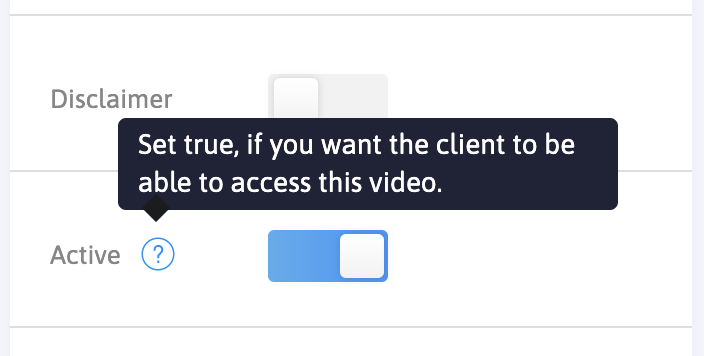 Disclaimer
Set true, if you want the client to be
able to access this video.
Active ?